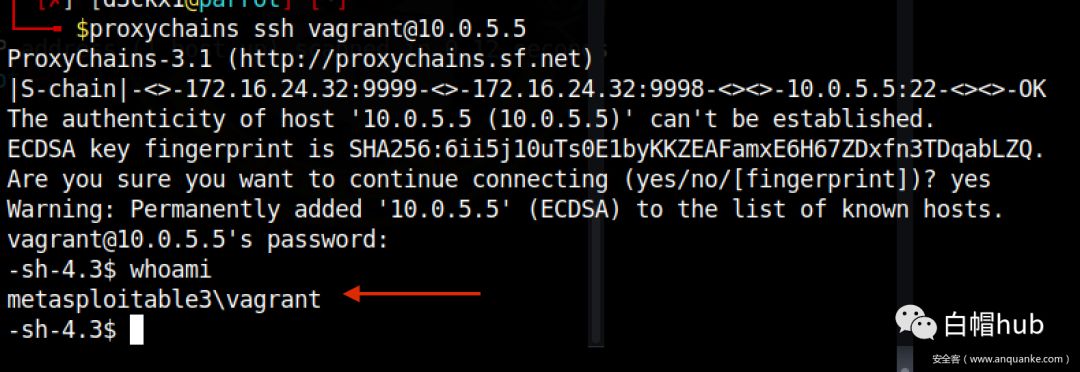 [✗] [d3ckx1@parrot] [~]
$proxychains ssh vagrant@10.0.5.5
ProxyChains-3.1 (http://proxychains.sf.net)
|S-chain|-<>-172.16.24.32:9999-<>-172.16.24.32:9998-<><>-10.0.5.5:22-<><>-OK
The authenticity of host '10.0.5.5 (10.0.5.5)' can't be established.
ECDSA key fingerprint is SHA256:6ii5j10uTs0E1byKKZEAFamxE6H67ZDxfn3TDqabLZQ.
Are you sure you want to continue connecting (yes/no/[fingerprint])? yes
Warning: Permanently added '10.0.5.5' (ECDSA) to the list of known hosts.
vagrant@10.0.5.5's password:
-sh-4.3$ whoami
metasploitable3\vagrant
-sh-4.3$
白帽hub
安全客（www.anquanke.com）